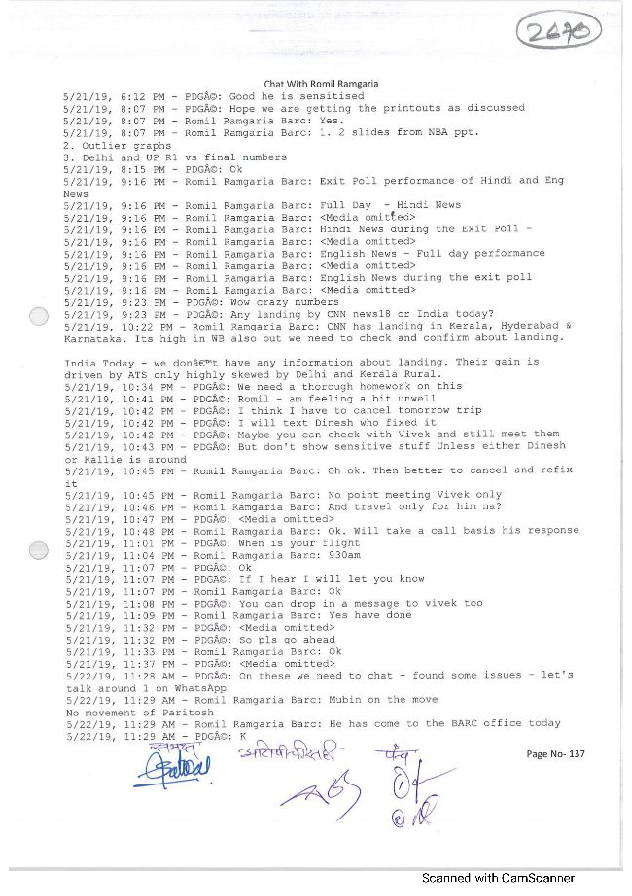 2670
Chat With Romil Ramgaria
5/21/19, 6:12 PM - PDGÂ©: Good he is sensitised
5/21/19, 8:07 PM - PDGÂ©: Hope we are getting the printouts as discussed
5/21/19, 8:07 PM - Romil Ramgaria Barc: Yes.
5/21/19, 8:07 PM - Romil Ramgaria Barc: 1. 2 slides from NBA ppt.
2. Outlier graphs
3. Delhi and UP R1 vs final numbers
5/21/19, 8:15 PM - PDGÂ©: Ok
5/21/19, 9:16 PM - Romil Ramgaria Barc: Exit Poll performance of Hindi and Eng
News
5/21/19, 9:16 PM - Romil Ramgaria Barc: Full Day - Hindi News
5/21/19, 9:16 PM - Romil Ramgaria Barc: <Media omitted>
5/21/19, 9:16 PM - Romil Ramgaria Barc: Hindi News during the Exit Poll -
5/21/19, 9:16 PM - Romil Ramgaria Barc: <Media omitted>
5/21/19, 9:16 PM - Romil Ramgaria Barc: English News - Full day performance
5/21/19, 9:16 PM - Romil Ramgaria Barc: <Media omitted>
5/21/19, 9:16 PM - Romil Ramgaria Barc: English News during the exit poll
5/21/19, 9:16 PM - Romil Ramgaria Barc: <Media omitted>
5/21/19, 9:23 PM - PDGÂ©: Wow crazy numbers
5/21/19, 9:23 PM - PDGÂ©: Any landing by CNN news18 or India today?
5/21/19, 10:22 PM - Romil Ramgaria Barc: CNN has landing in Kerala, Hyderabad &
Karnataka. Its high in WB also but we need to check and confirm about landing.
India Today - we donâ€™t have any information about landing. Their gain is
driven by ATS only highly skewed by Delhi and Kerala Rural.
5/21/19, 10:34 PM - PDGÂ©: We need a thorough homework on this
5/21/19, 10:41 PM - PDGÂ©: Romil - am feeling a bit unwell
5/21/19, 10:42 PM - PDGÂ©: I think I have to cancel tomorrow trip
5/21/19, 10:42 PM - PDGÂ©: I will text Dinesh who fixed it
5/21/19, 10:42 PM - PDGÂ©: Maybe you can check with Vivek and still meet them
5/21/19, 10:43 PM - PDGÂ©: But don't show sensitive stuff Unless either Dinesh
or Kallie is around
5/21/19, 10:45 PM - Romil Ramgaria Barc: Oh ok. Then better to cancel and refix
it
5/21/19, 10:45 PM - Romil Ramgaria Barc: No point meeting Vivek only
5/21/19, 10:46 PM - Romil Ramgaria Barc: And travel only for him na?
5/21/19, 10:47 PM - PDGÂ©: <Media omitted>
5/21/19, 10:48 PM - Romil Ramgaria Barc: Ok. Will take a call basis his response
5/21/19, 11:01 PM - PDGÂ©: When is your flight
5/21/19, 11:04 PM - Romil Ramgaria Barc: 930am
5/21/19, 11:07 PM - PDGÂ©: Ok
5/21/19, 11:07 PM - PDGÂ©: If I hear I will let you know
5/21/19, 11:07 PM - Romil Ramgaria Barc: Ok
5/21/19, 11:08 PM - PDGÂ©: You can drop in a message to vivek too
5/21/19, 11:09 PM - Romil Ramgaria Barc: Yes have done
5/21/19, 11:32 PM - PDGÂ©: <Media omitted>
5/21/19, 11:32 PM - PDGÂ©: So pls go ahead
5/21/19, 11:33 PM - Romil Ramgaria Barc: Ok
5/21/19, 11:37 PM - PDGÂ©: <Media omitted>
5/22/19, 11:28 AM - PDGÂ©: On these we need to chat - found some issues - let's
talk around 1 on WhatsApp
5/22/19, 11:29 AM - Romil Ramgaria Barc: Mubin on the move
No movement of Paritosh
5/22/19, 11:29 AM - Romil Ramgaria Barc: He has come to the BARC office today
5/22/19, 11:29 AM - PDGÂ©: K
पंच
Page No- 137
Scanned with CamScanner